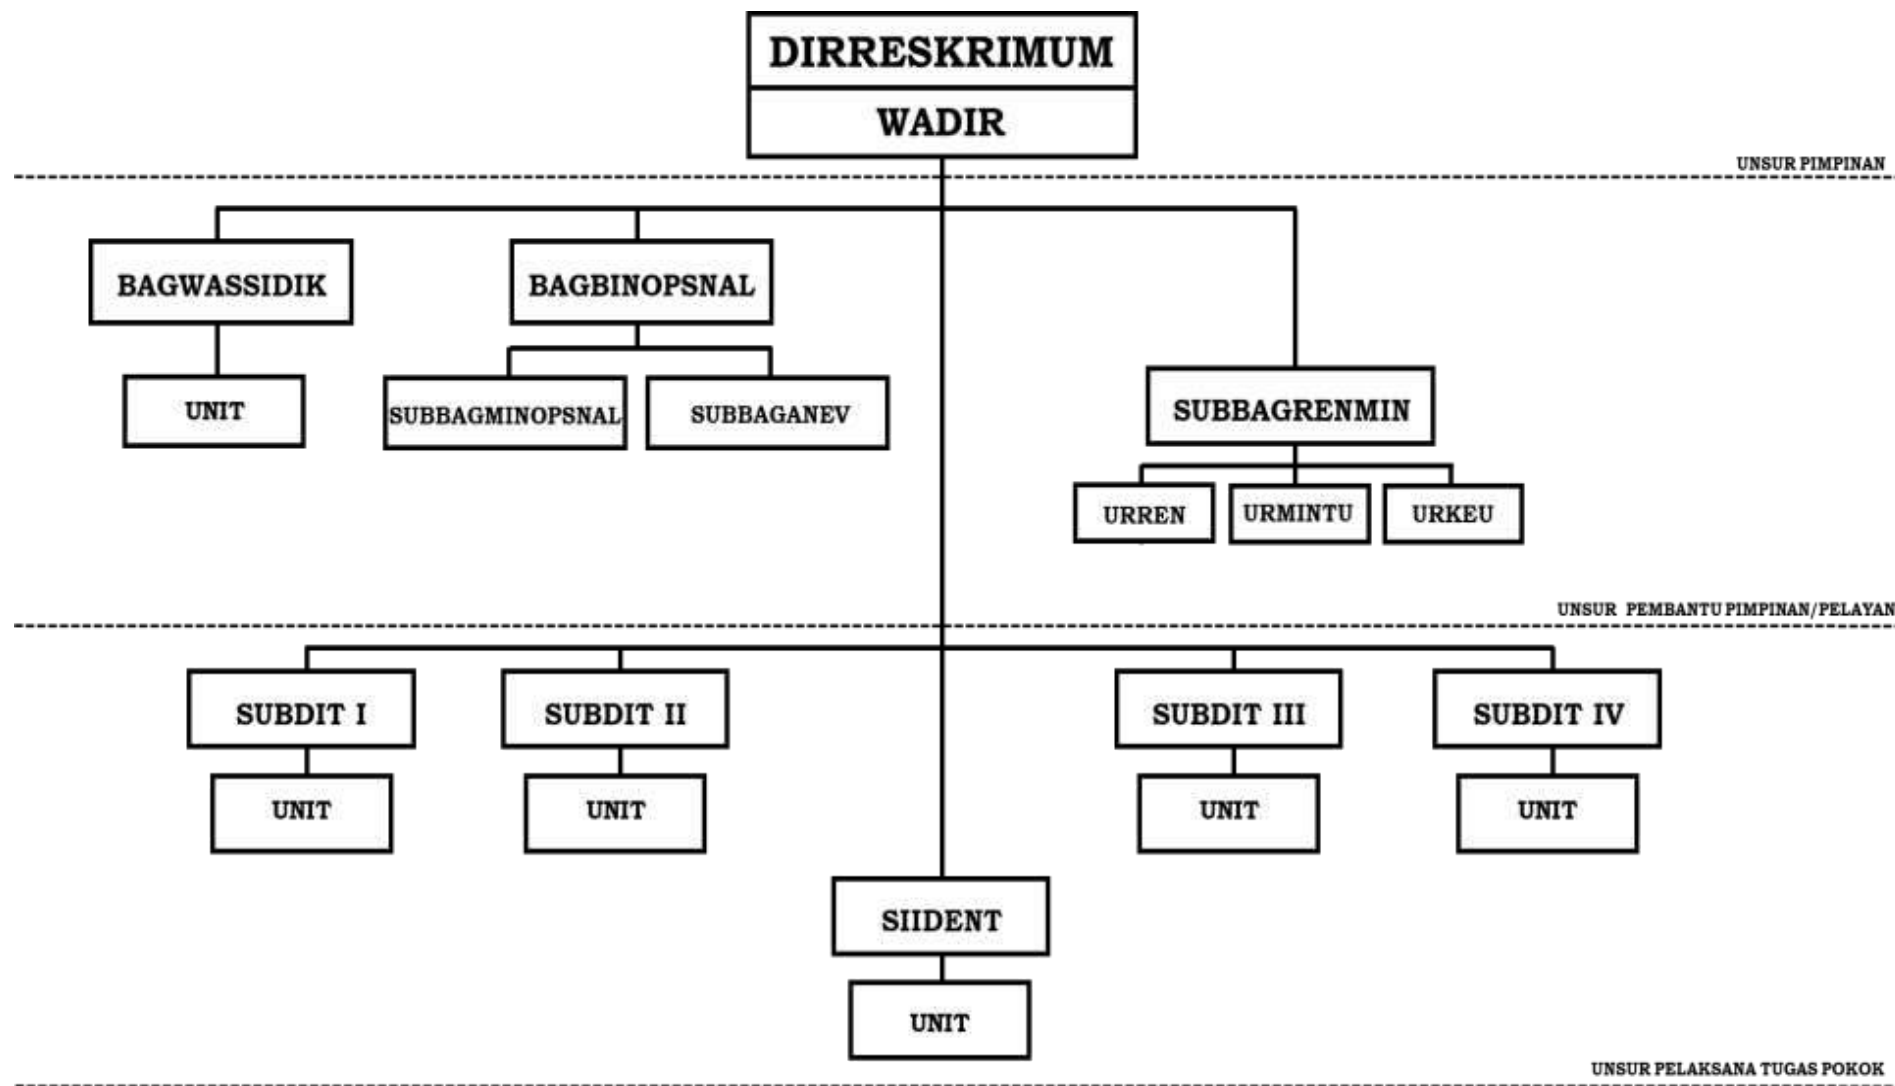 DIRRESKRIMUM
WADIR
UNSUR PIMPINAN
BAGWASSIDIK
BAGBINOPSNAL
UNIT
SUBBAGMINOPSNAL
SUBBAGANEV
SUBBAGRENMIN
URREN
URMINTU
URKEU
UNSUR PEMBANTU PIMPINAN/PELAYAN
SUBDIT I
SUBDIT II
SUBDIT III
SUBDIT IV
UNIT
UNIT
UNIT
UNIT
SIIDENT
UNIT
UNSUR PELAKSANA TUGAS POKOK